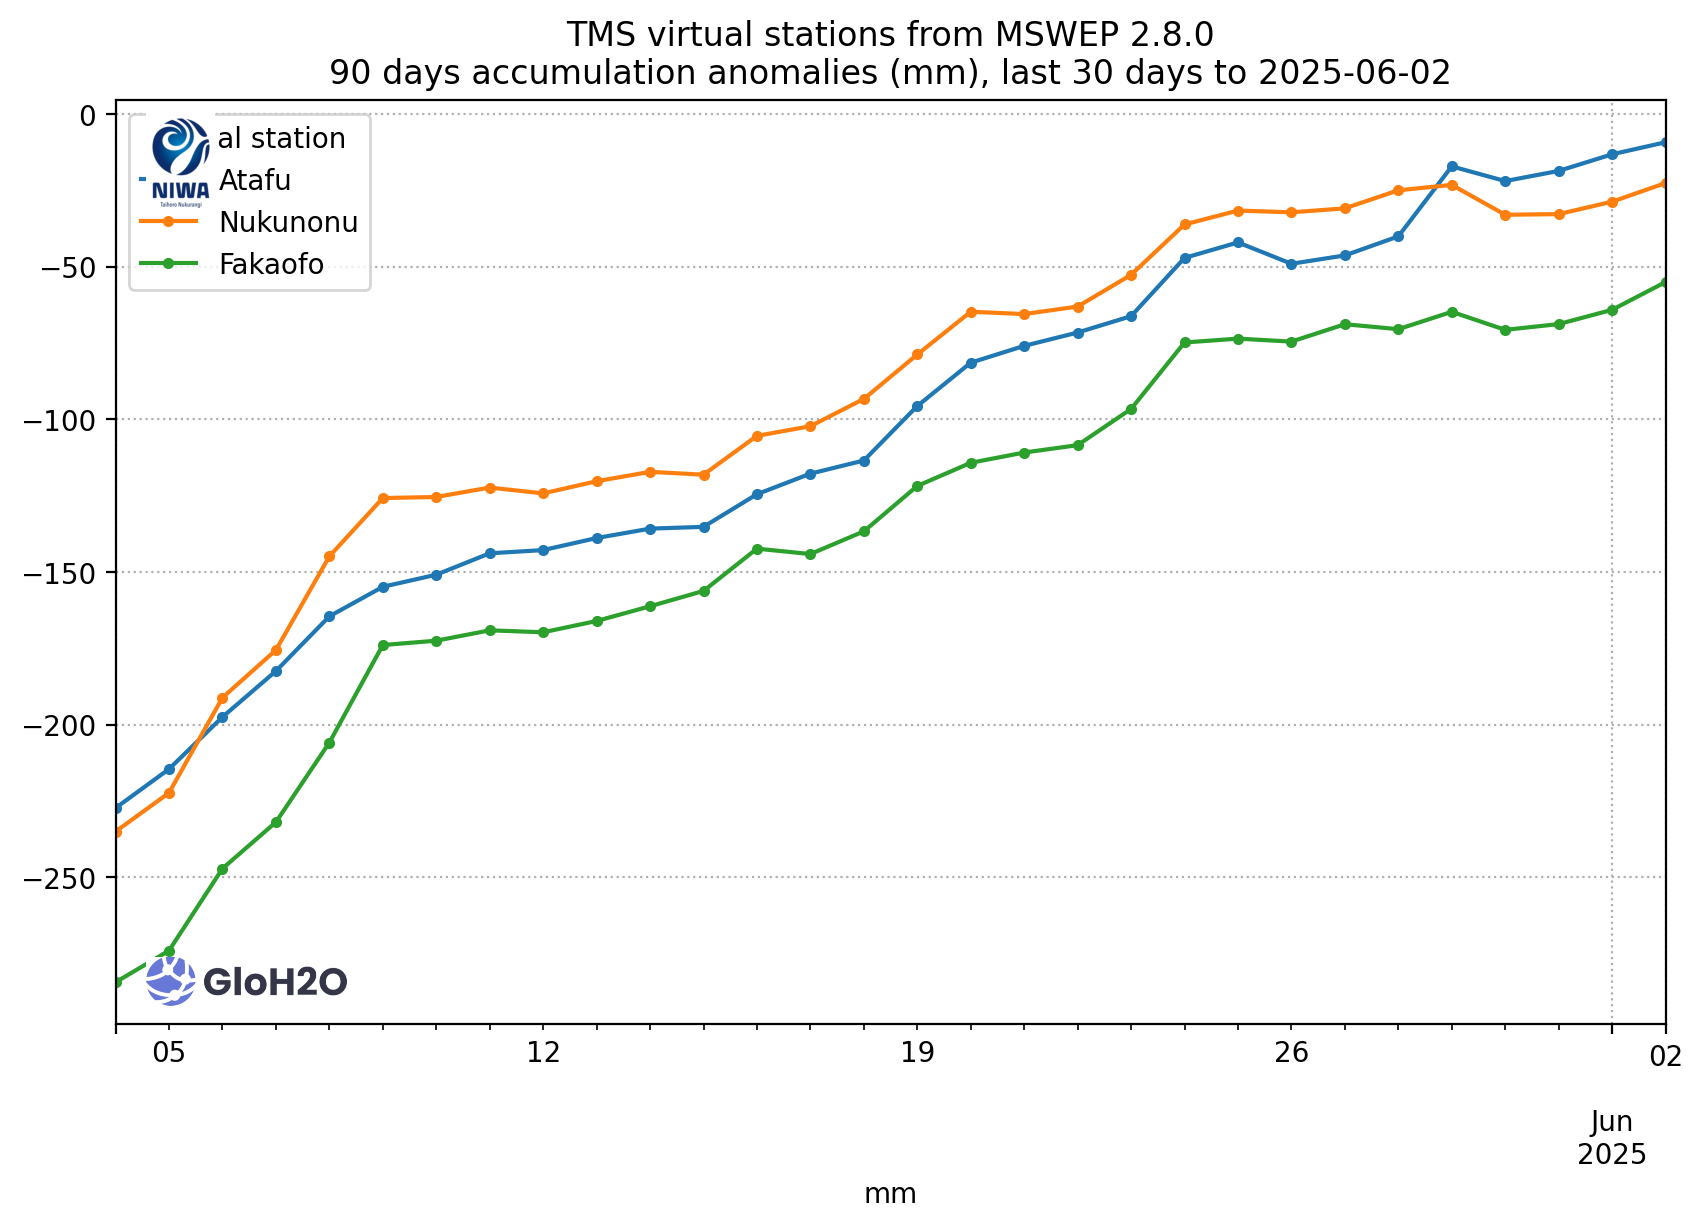 TMS virtual stations from MSWEP 2.8.0
90 days accumulation anomalies (mm), last 30 days to 2025-06-02
0
−50
−100
−150
−200
−250
al station
Atafu
Nukunonu
Fakaofo
NIWA
Taihoro Nukurangi
GloH2O
05
12
19
26
02
Jun
2025
mm